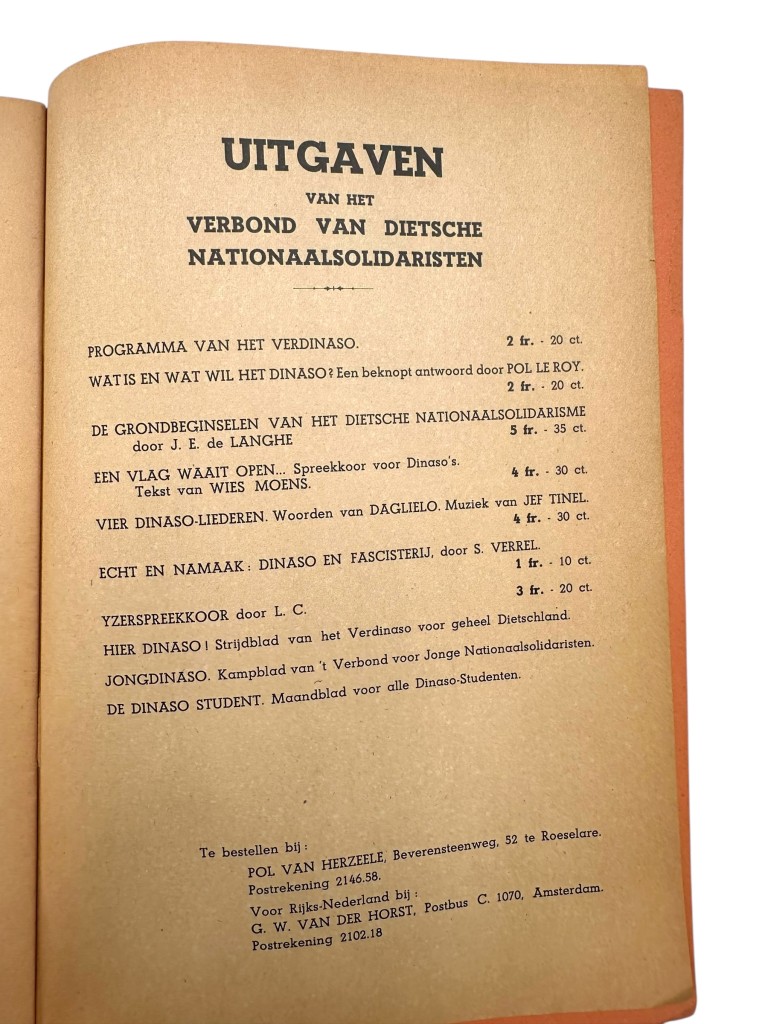 UITGAVEN
VAN HET
VERBOND VAN DIETSCHE
NATIONAALSOLIDARISTEN
PROGRAMMA VAN HET VERDINASO. 2 fr. - 20 ct.
WAT IS EN WAT WIL HET DINASO? Een beknopt antwoord door POL LE ROY.
2 fr. - 20 ct.
DE GRONDBEGINSELEN VAN HET DIETSCHE NATIONAALSOLIDARISME
door J. E. de LANGHE 5 fr. - 35 ct.
EEN VLAG WAAIT OPEN... Spreekkoor voor Dinaso's.
Tekst van WIES MOENS. 4 fr. - 30 ct.
VIER DINASO-LIEDEREN. Woorden van DAGLIELO. Muziek van JEF TINEL.
4 fr. - 30 ct.
ECHT EN NAMAAK: DINASO EN FASCISTERIJ, door S. VERREL.
1 fr. - 10 ct.
YZERSPREEKKOOR door L. C. 3 fr. - 20 ct.
HIER DINASO! Strijdblad van het Verdinaso voor geheel Dietschland.
JONGDINASO. Kampblad van 't Verbond voor Jonge Nationaalsolidaristen.
DE DINASO STUDENT. Maandblad voor alle Dinaso-Studenten.
Te bestellen bij:
POL VAN HERZEELE, Beverensteenweg, 52 te Roeselare.
Postrekening 2146.58.
Voor Rijks-Nederland bij:
G. W. VAN DER HORST, Postbus C. 1070, Amsterdam.
Postrekening 2102.18